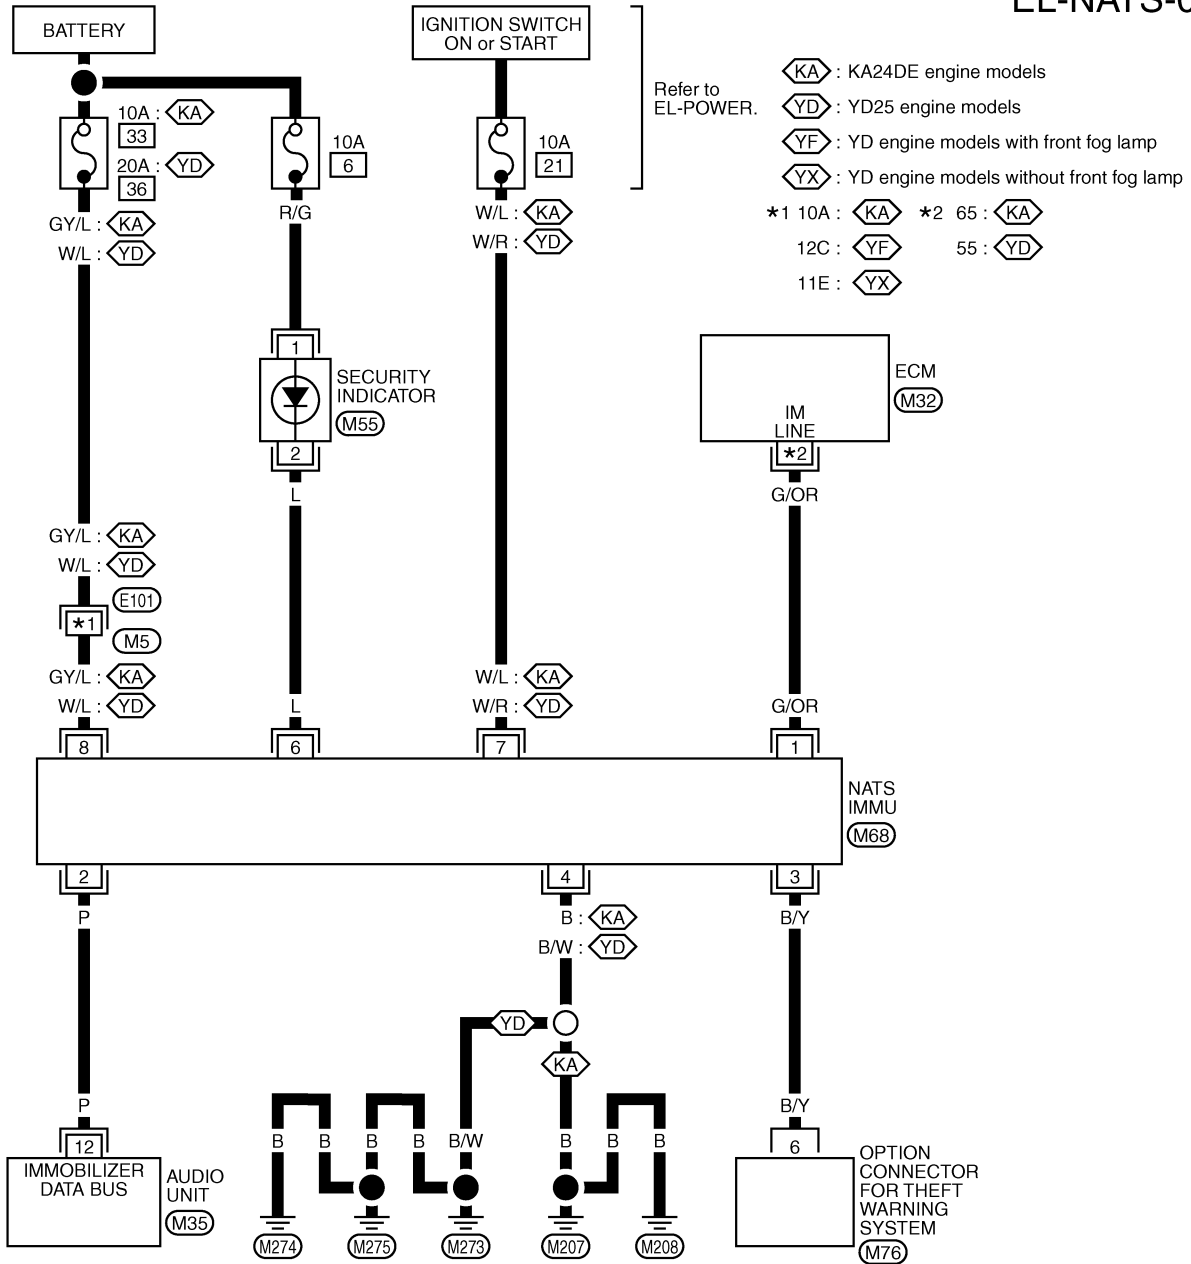 EL-NATS-0
BATTERY
IGNITION SWITCH
ON or START
Refer to
EL-POWER.
KA : KA24DE engine models
YD : YD25 engine models
YF : YD engine models with front fog lamp
YX : YD engine models without front fog lamp
*1 10A : KA *2 65 : KA
12C : YF 55 : YD
11E : YX
10A : KA
33
20A : YD
36
10A
6
10A
21
GY/L : KA
W/L : YD
R/G
W/L : KA
W/R : YD
1
SECURITY
INDICATOR
M55
2
L
ECM
M32
IM
LINE
*2
G/OR
GY/L : KA
W/L : YD
E101
*1
M5
GY/L : KA
W/L : YD
L
W/L : KA
W/R : YD
G/OR
8
6
7
1
NATS
IMMU
M68
2
4
3
P
B : KA
B/W : YD
B/Y
YD
KA
P
B/Y
B
B
B
B
B/W
B
B
B
12
IMMOBILIZER
DATA BUS
AUDIO
UNIT
M35
6
OPTION
CONNECTOR
FOR THEFT
WARNING
SYSTEM
M76
M274
M275
M273
M207
M208